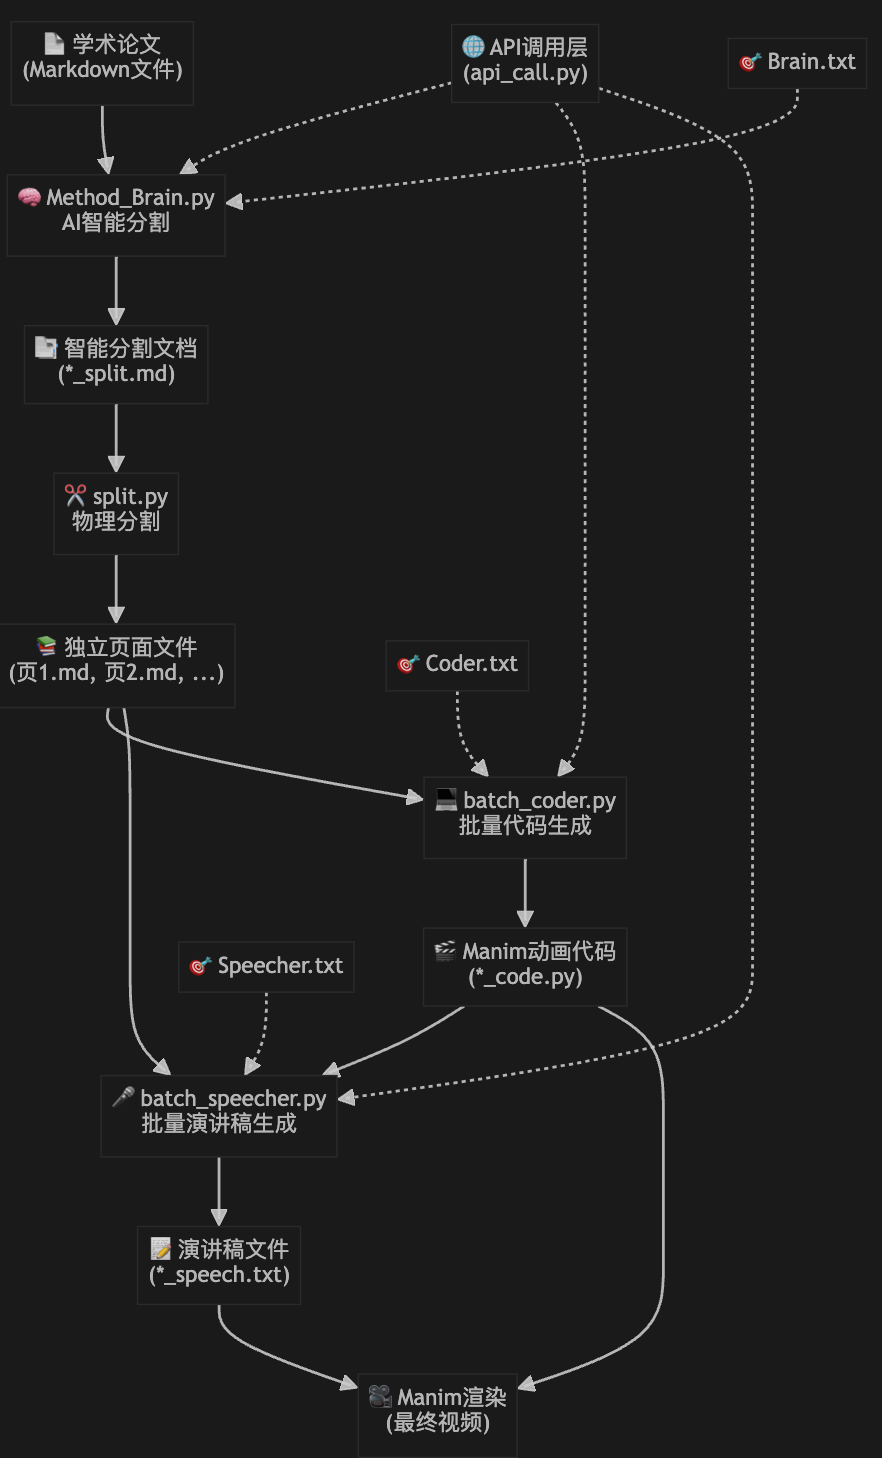 学术论文
(Markdown文件)
API调用层
(api_call.py)
Brain.txt
Method_Brain.py
AI智能分割
智能分割文档
(*_split.md)
split.py
物理分割
独立页面文件
(页1.md, 页2.md, ...)
Coder.txt
batch_coder.py
批量代码生成
Speecher.txt
Manim动画代码
(*_code.py)
batch_speecher.py
批量演讲稿生成
演讲稿文件
(*_speech.txt)
Manim渲染
(最终视频)